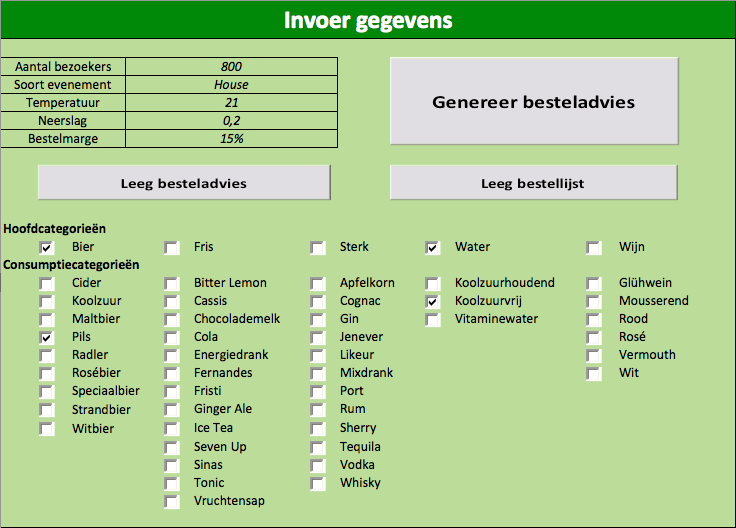 Invoer gegevens
Aantal bezoekers 800
Soort evenement House
Temperatuur 21
Neerslag 0,2
Bestelmarge 15%
Genereer besteladvies
Leeg besteladvies Leeg bestellijst
Hoofdcategorieën
Bier Fris Sterk Water Wijn
Consumptiecategorieën
Cider Bitter Lemon Apfelkorn Koolzuurhoudend Glühwein
Koolzuur Cassis Cognac Koolzuurvrij Mousserend
Maltbier Chocolademelk Gin Vitaminewater Rood
Pils Cola Jenever Rosé
Radler Energiedrank Likeur Vermouth
Rosébier Fernandes Mixdrank Wit
Speciaalbier Fristi Port
Strandbier Ginger Ale Rum
Witbier Ice Tea Sherry
Seven Up Tequila
Sinas Vodka
Tonic Whisky
Vruchtensap